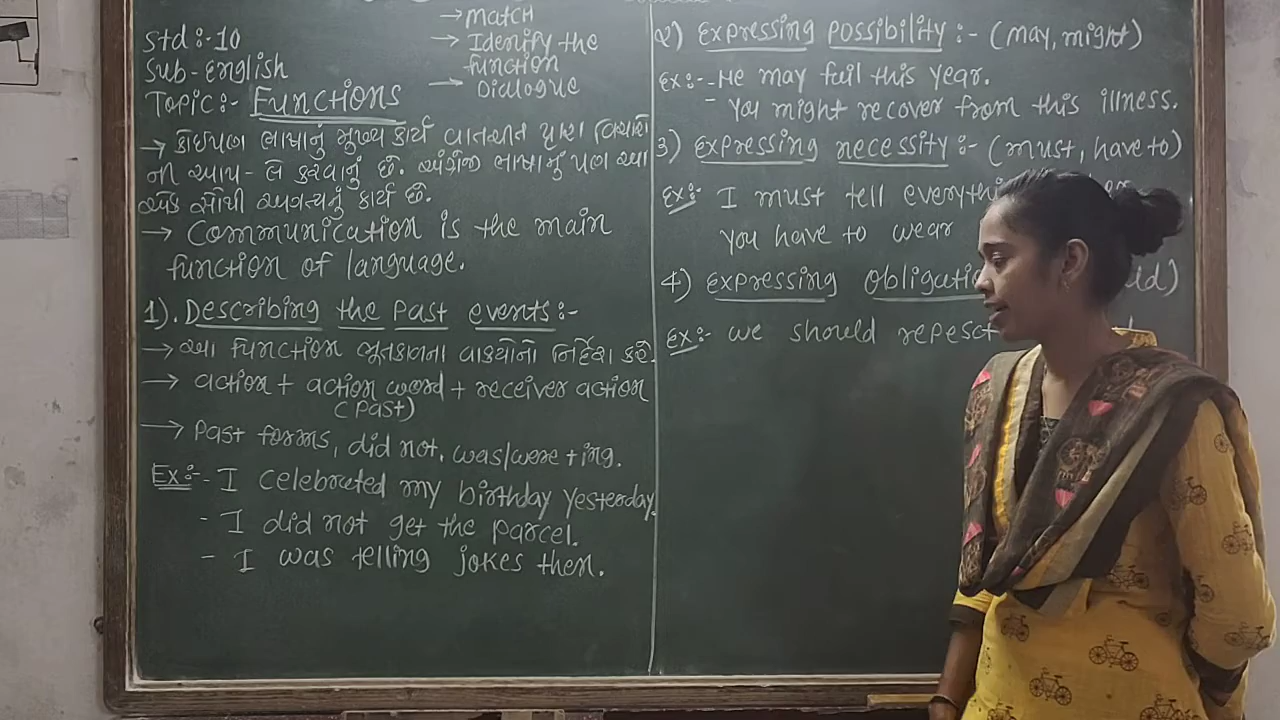 Std:-10
Sub-English
Topic:- Functions
→ Match
→ Identify the
function
→ Dialogue
→ કોઈપણ ભાષાનું મુખ્ય કાર્ય વાતચીત દ્વારા વિચારો
ની આપ-લે કરવાનું છે. અંગ્રેજી ભાષાનું પણ આ
એક સૌથી અગત્યનું કાર્ય છે.
→ Communication is the main
function of language.
1). Describing the Past events:-
→ આ function ભૂતકાળના વાક્યોનો નિર્દેશ કરે.
→ action + action word + receiver action
(Past)
→ Past forms, did not, was/were + ing.
Ex:- - I celebrated my birthday yesterday.
- I did not get the parcel.
- I was telling jokes then.
2) Expressing possibility :- (may, might)
Ex:- - He may fail this year.
- You might recover from this illness.
3) Expressing necessity :- (must, have to)
Ex:- I must tell
You have to wear
4) Expressing
Ex:- we should repesct